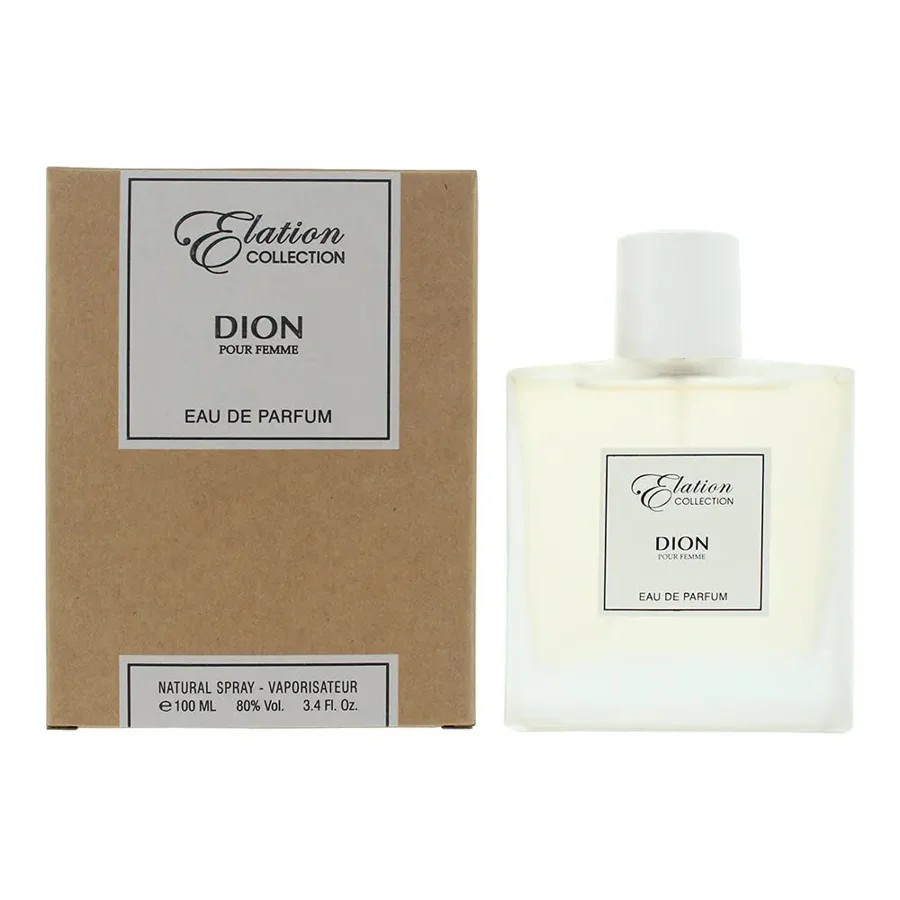 Elation
COLLECTION
DION
POUR FEMME
EAU DE PARFUM
NATURAL SPRAY - VAPORISATEUR
℮100 ML 80% Vol. 3.4 Fl. Oz.
Elation
COLLECTION
DION
POUR FEMME
EAU DE PARFUM